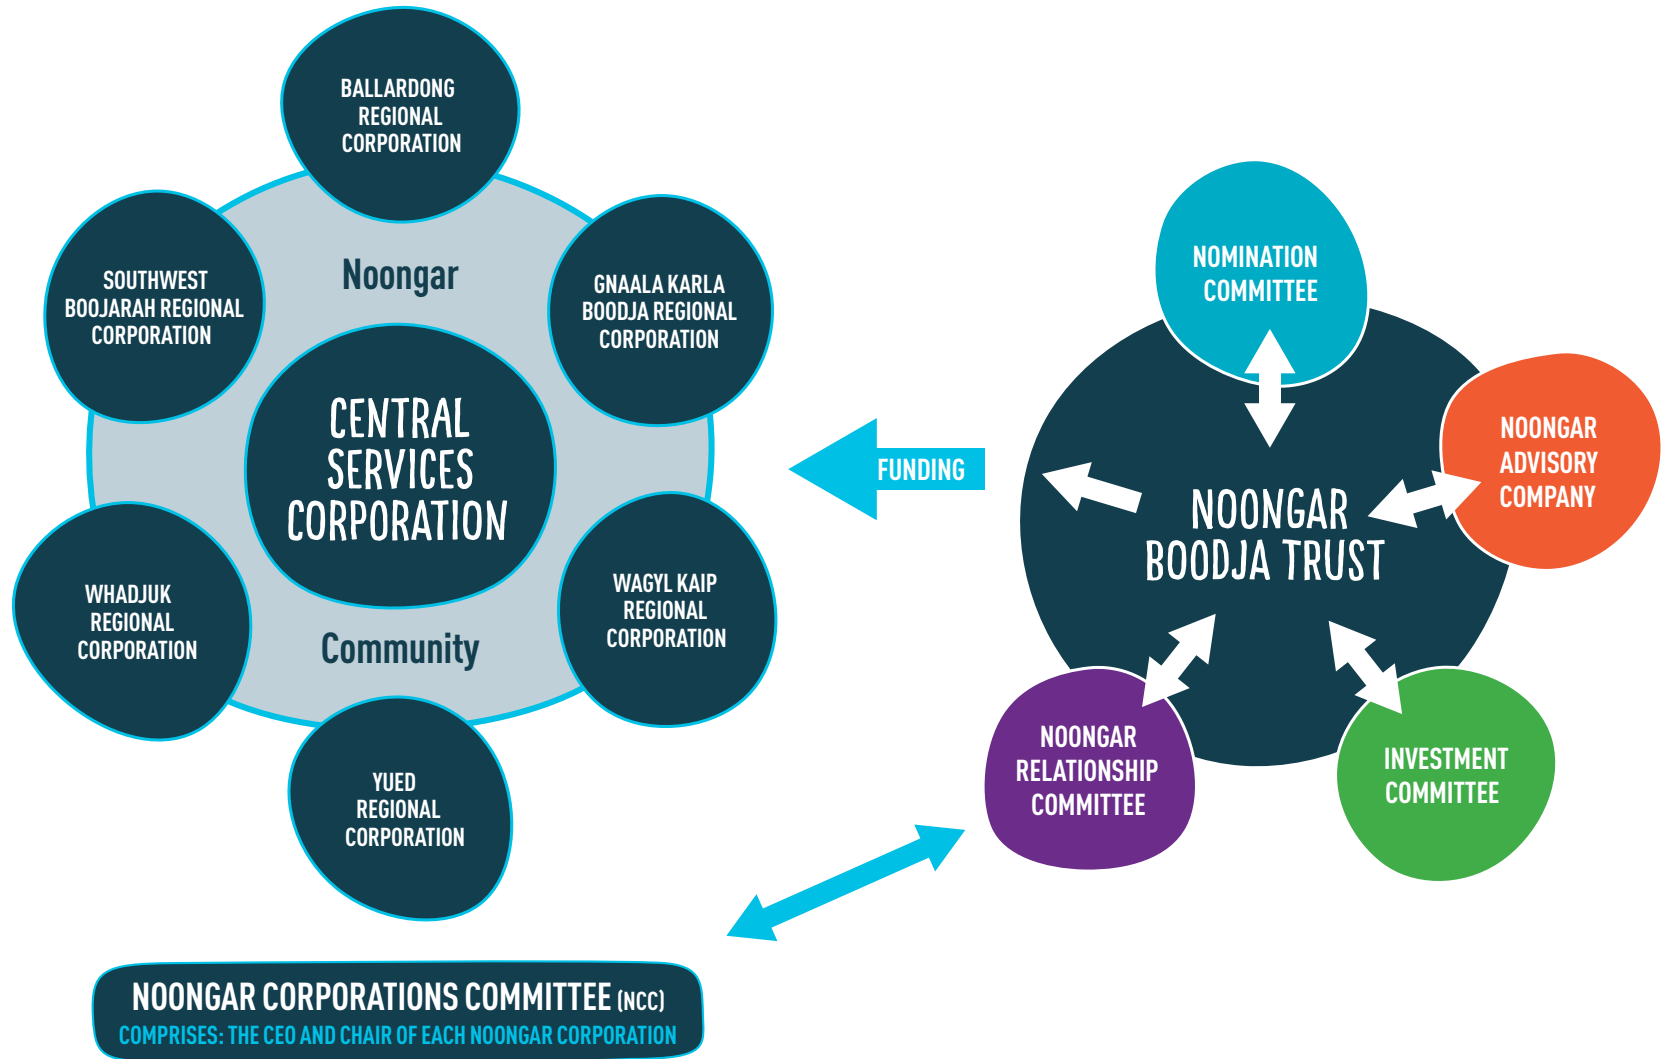 BALLARDONG
REGIONAL
CORPORATION
SOUTHWEST
BOOJARAH REGIONAL
CORPORATION
Noongar
GNAALA KARLA
BOODJA REGIONAL
CORPORATION
CENTRAL
SERVICES
CORPORATION
WHADJUK
REGIONAL
CORPORATION
WAGYL KAIP
REGIONAL
CORPORATION
Community
YUED
REGIONAL
CORPORATION
FUNDING
NOMINATION
COMMITTEE
NOONGAR
ADVISORY
COMPANY
NOONGAR
BOODJA TRUST
NOONGAR
RELATIONSHIP
COMMITTEE
INVESTMENT
COMMITTEE
NOONGAR CORPORATIONS COMMITTEE (NCC)
COMPRISES: THE CEO AND CHAIR OF EACH NOONGAR CORPORATION